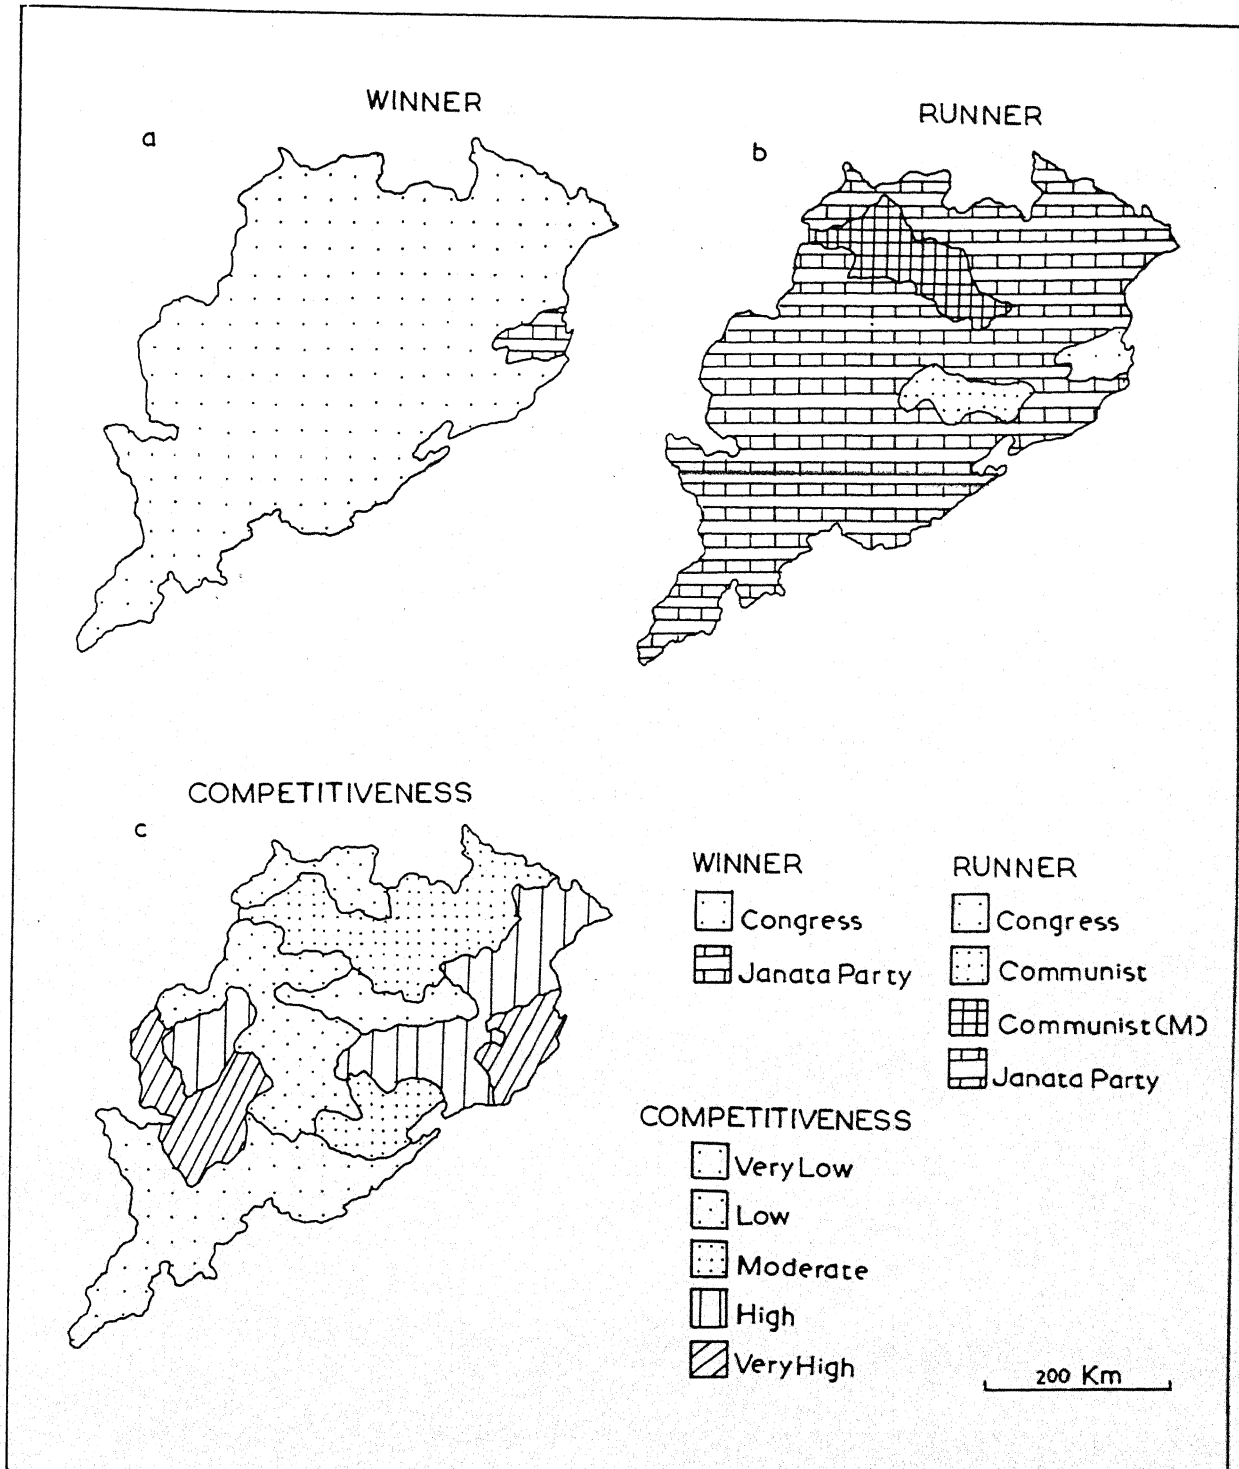 WINNER
a
RUNNER
b
COMPETITIVENESS
c
WINNER
Congress
Janata Party
RUNNER
Congress
Communist
Communist(M)
Janata Party
COMPETITIVENESS
Very Low
Low
Moderate
High
Very High
200 Km